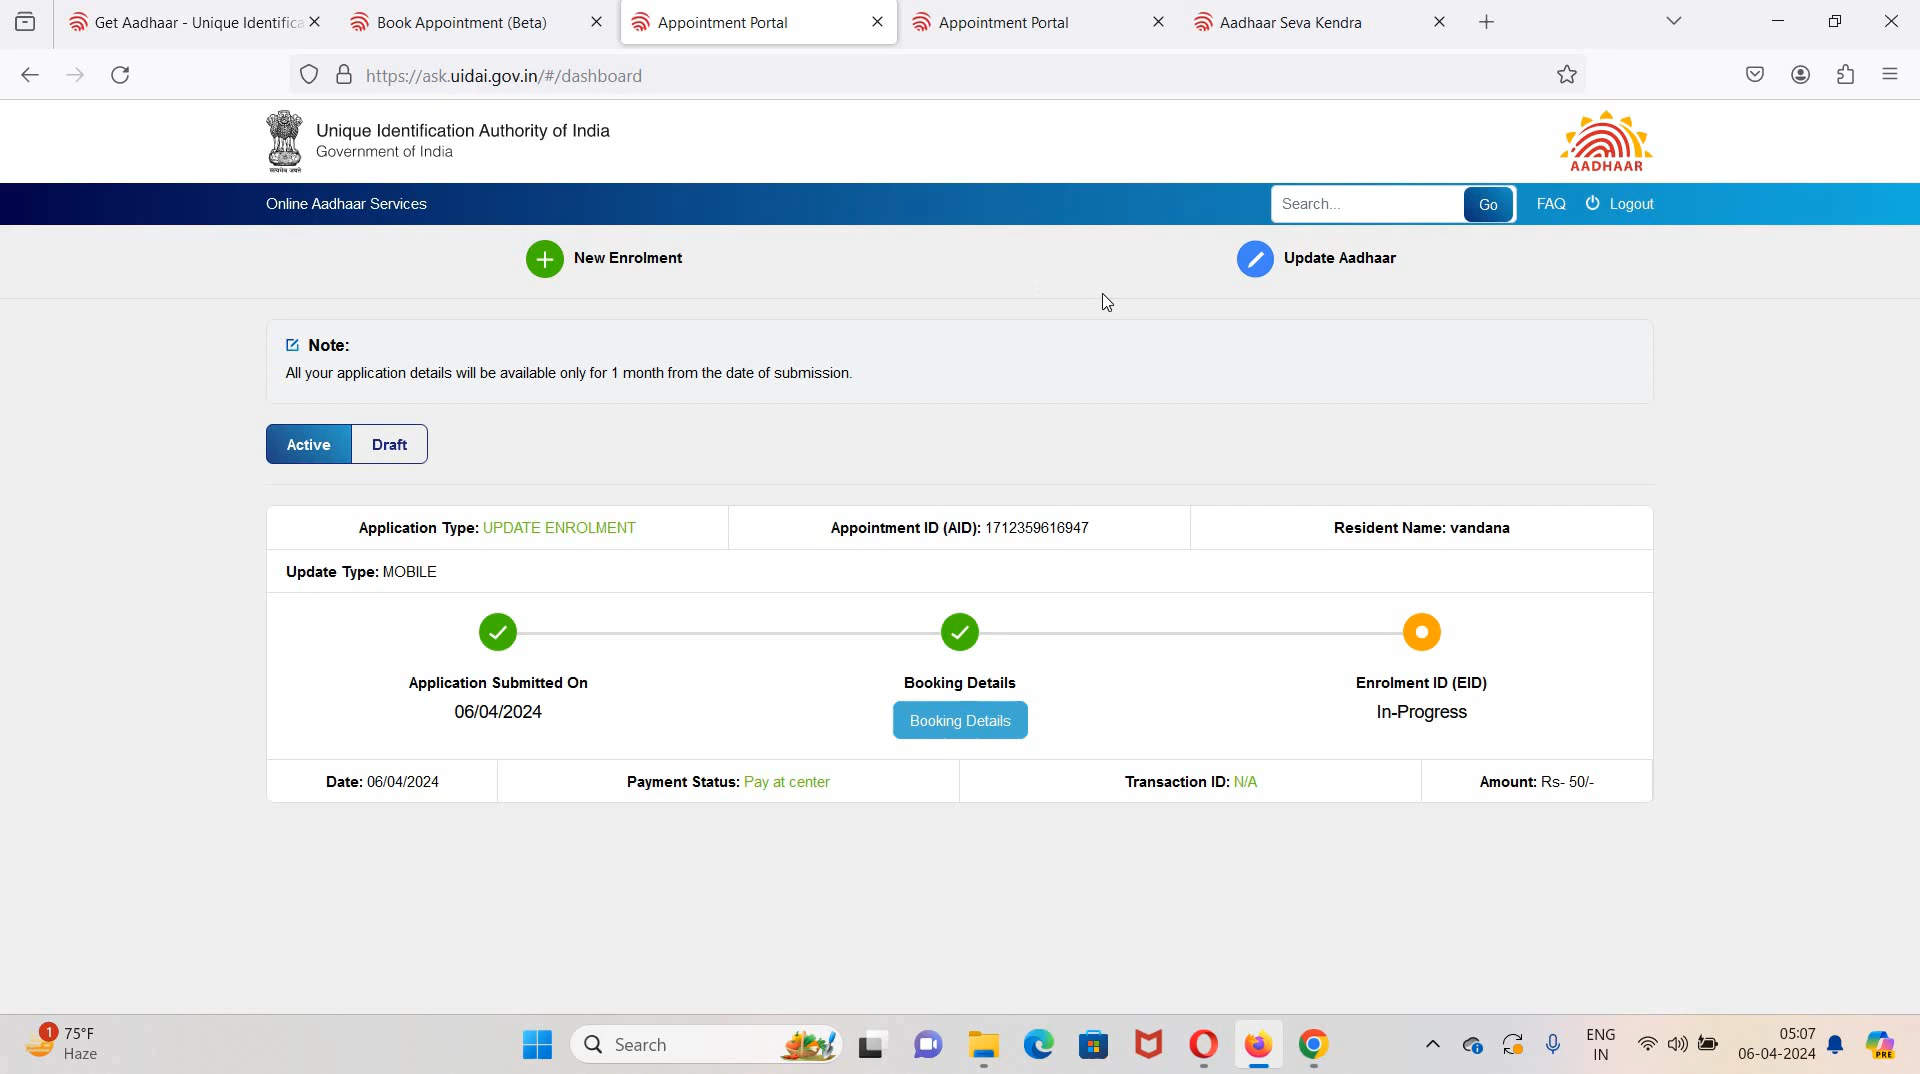 Get Aadhaar - Unique Identifica
Book Appointment (Beta)
Appointment Portal
Appointment Portal
Aadhaar Seva Kendra
https://ask.uidai.gov.in/#/dashboard
सत्यमेव जयते
Unique Identification Authority of India
Government of India
AADHAAR
Online Aadhaar Services
Search...
Go
FAQ
Logout
New Enrolment
Update Aadhaar
Note:
All your application details will be available only for 1 month from the date of submission.
Active
Draft
Application Type: UPDATE ENROLMENT
Appointment ID (AID): 1712359616947
Resident Name: vandana
Update Type: MOBILE
Application Submitted On
06/04/2024
Booking Details
Booking Details
Enrolment ID (EID)
In-Progress
Date: 06/04/2024
Payment Status: Pay at center
Transaction ID: N/A
Amount: Rs- 50/-
1
75°F
Haze
Search
ENG
IN
05:07
06-04-2024
PRE